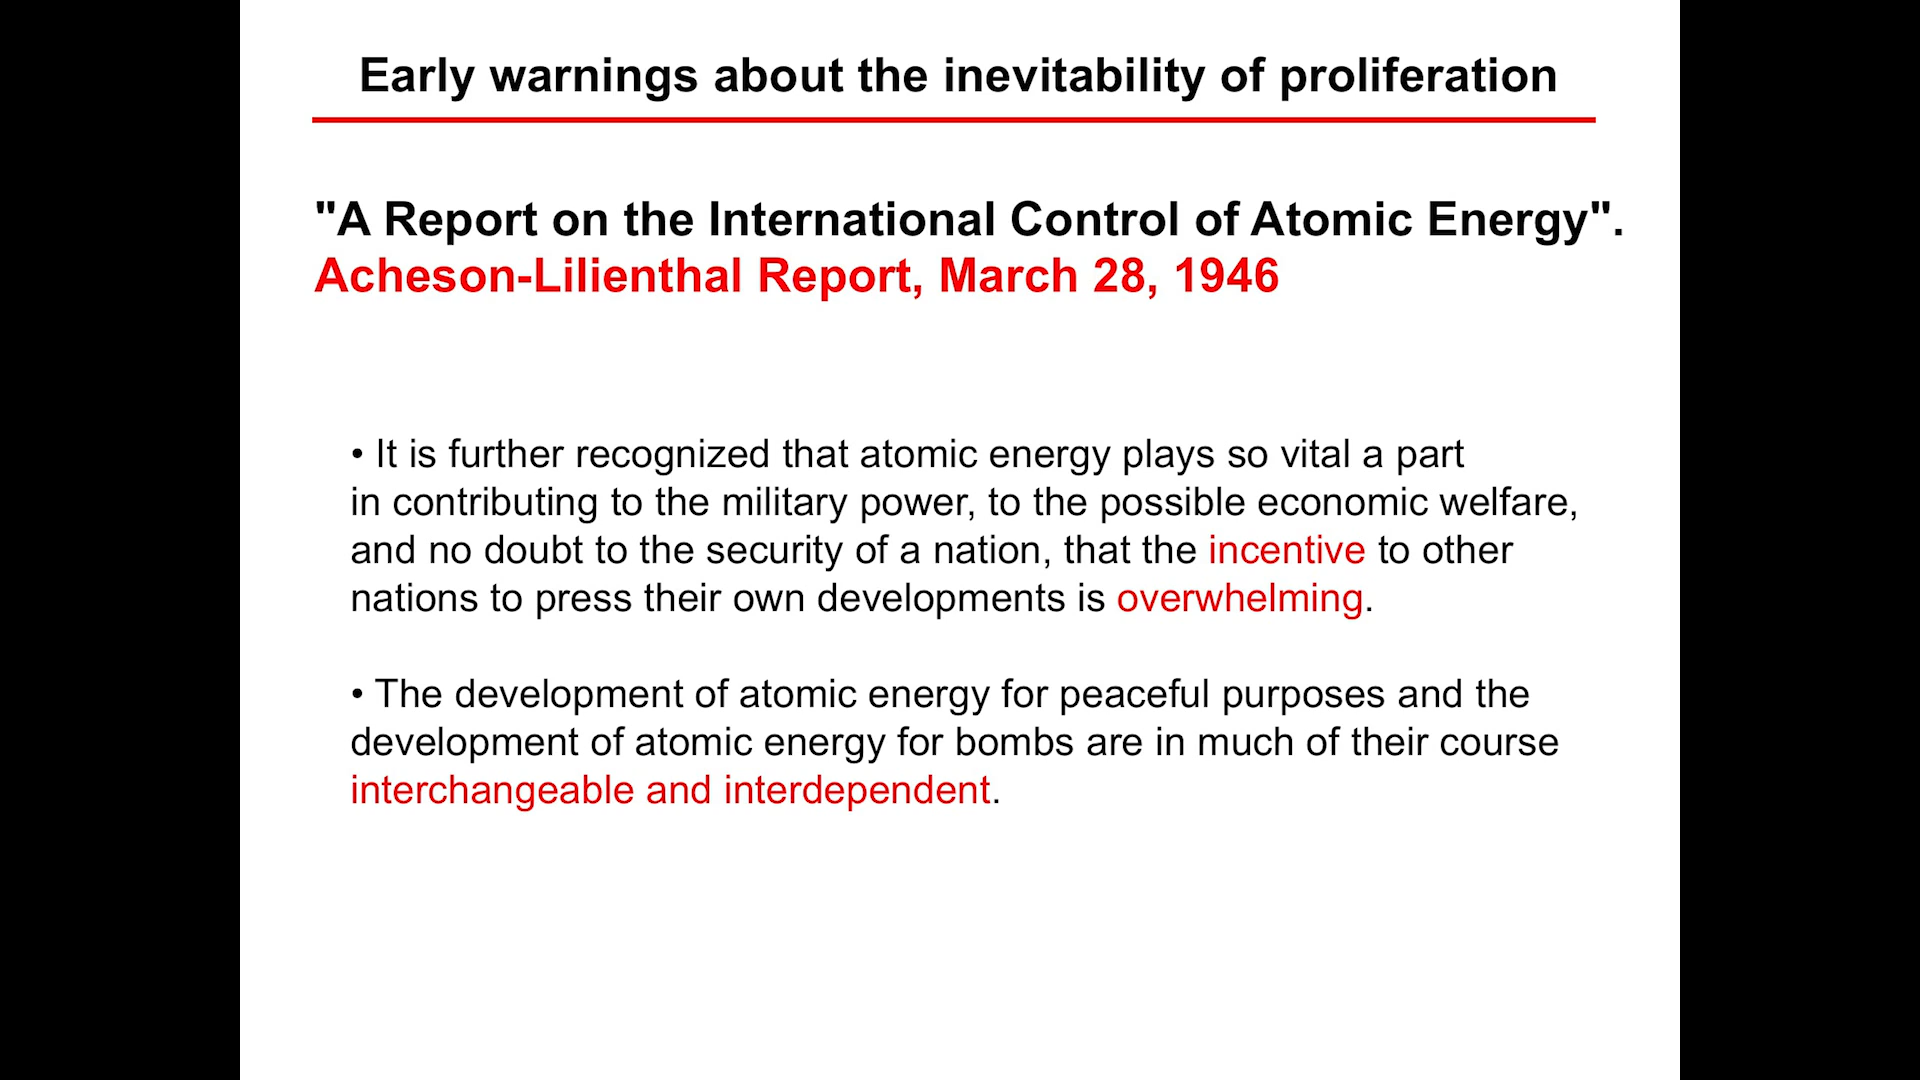 Early warnings about the inevitability of proliferation
"A Report on the International Control of Atomic Energy".
Acheson-Lilienthal Report, March 28, 1946
• It is further recognized that atomic energy plays so vital a part
in contributing to the military power, to the possible economic welfare,
and no doubt to the security of a nation, that the incentive to other
nations to press their own developments is overwhelming.
• The development of atomic energy for peaceful purposes and the
development of atomic energy for bombs are in much of their course
interchangeable and interdependent.